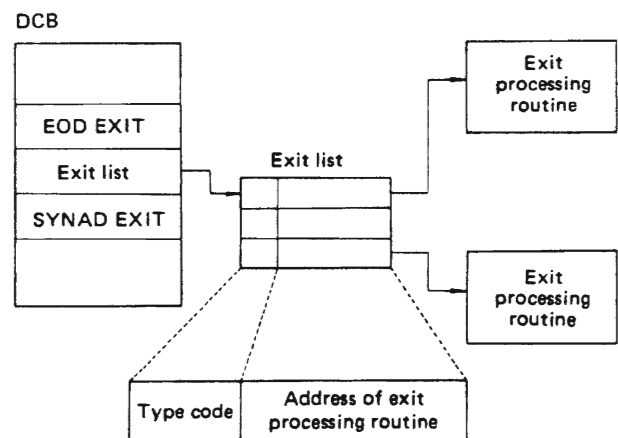 DCB
EOD EXIT
Exit list
SYNAD EXIT
Exit list
Exit
processing
routine
Exit
processing
routine
Type code
Address of exit
processing routine